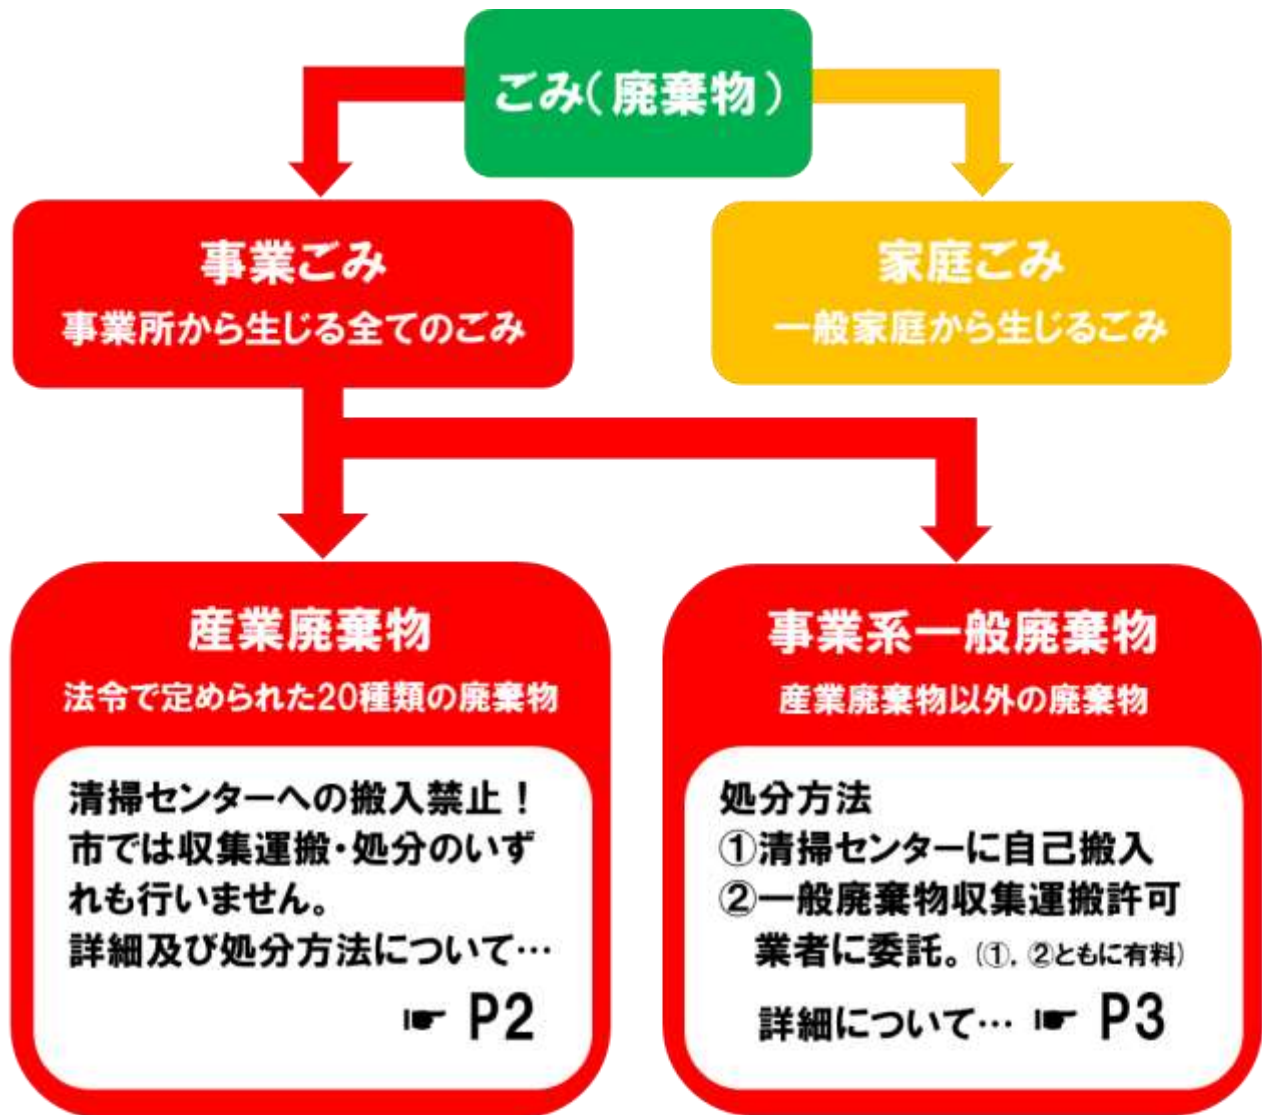 ごみ(廃棄物)
事業ごみ
事業所から生じる全てのごみ
家庭ごみ
一般家庭から生じるごみ
産業廃棄物
法令で定められた20種類の廃棄物
清掃センターへの搬入禁止！
市では収集運搬・処分のいず
れも行いません。
詳細及び処分方法について…
☛ P2
事業系一般廃棄物
産業廃棄物以外の廃棄物
処分方法
①清掃センターに自己搬入
②一般廃棄物収集運搬許可
業者に委託。(①．②ともに有料)
詳細について… ☛ P3